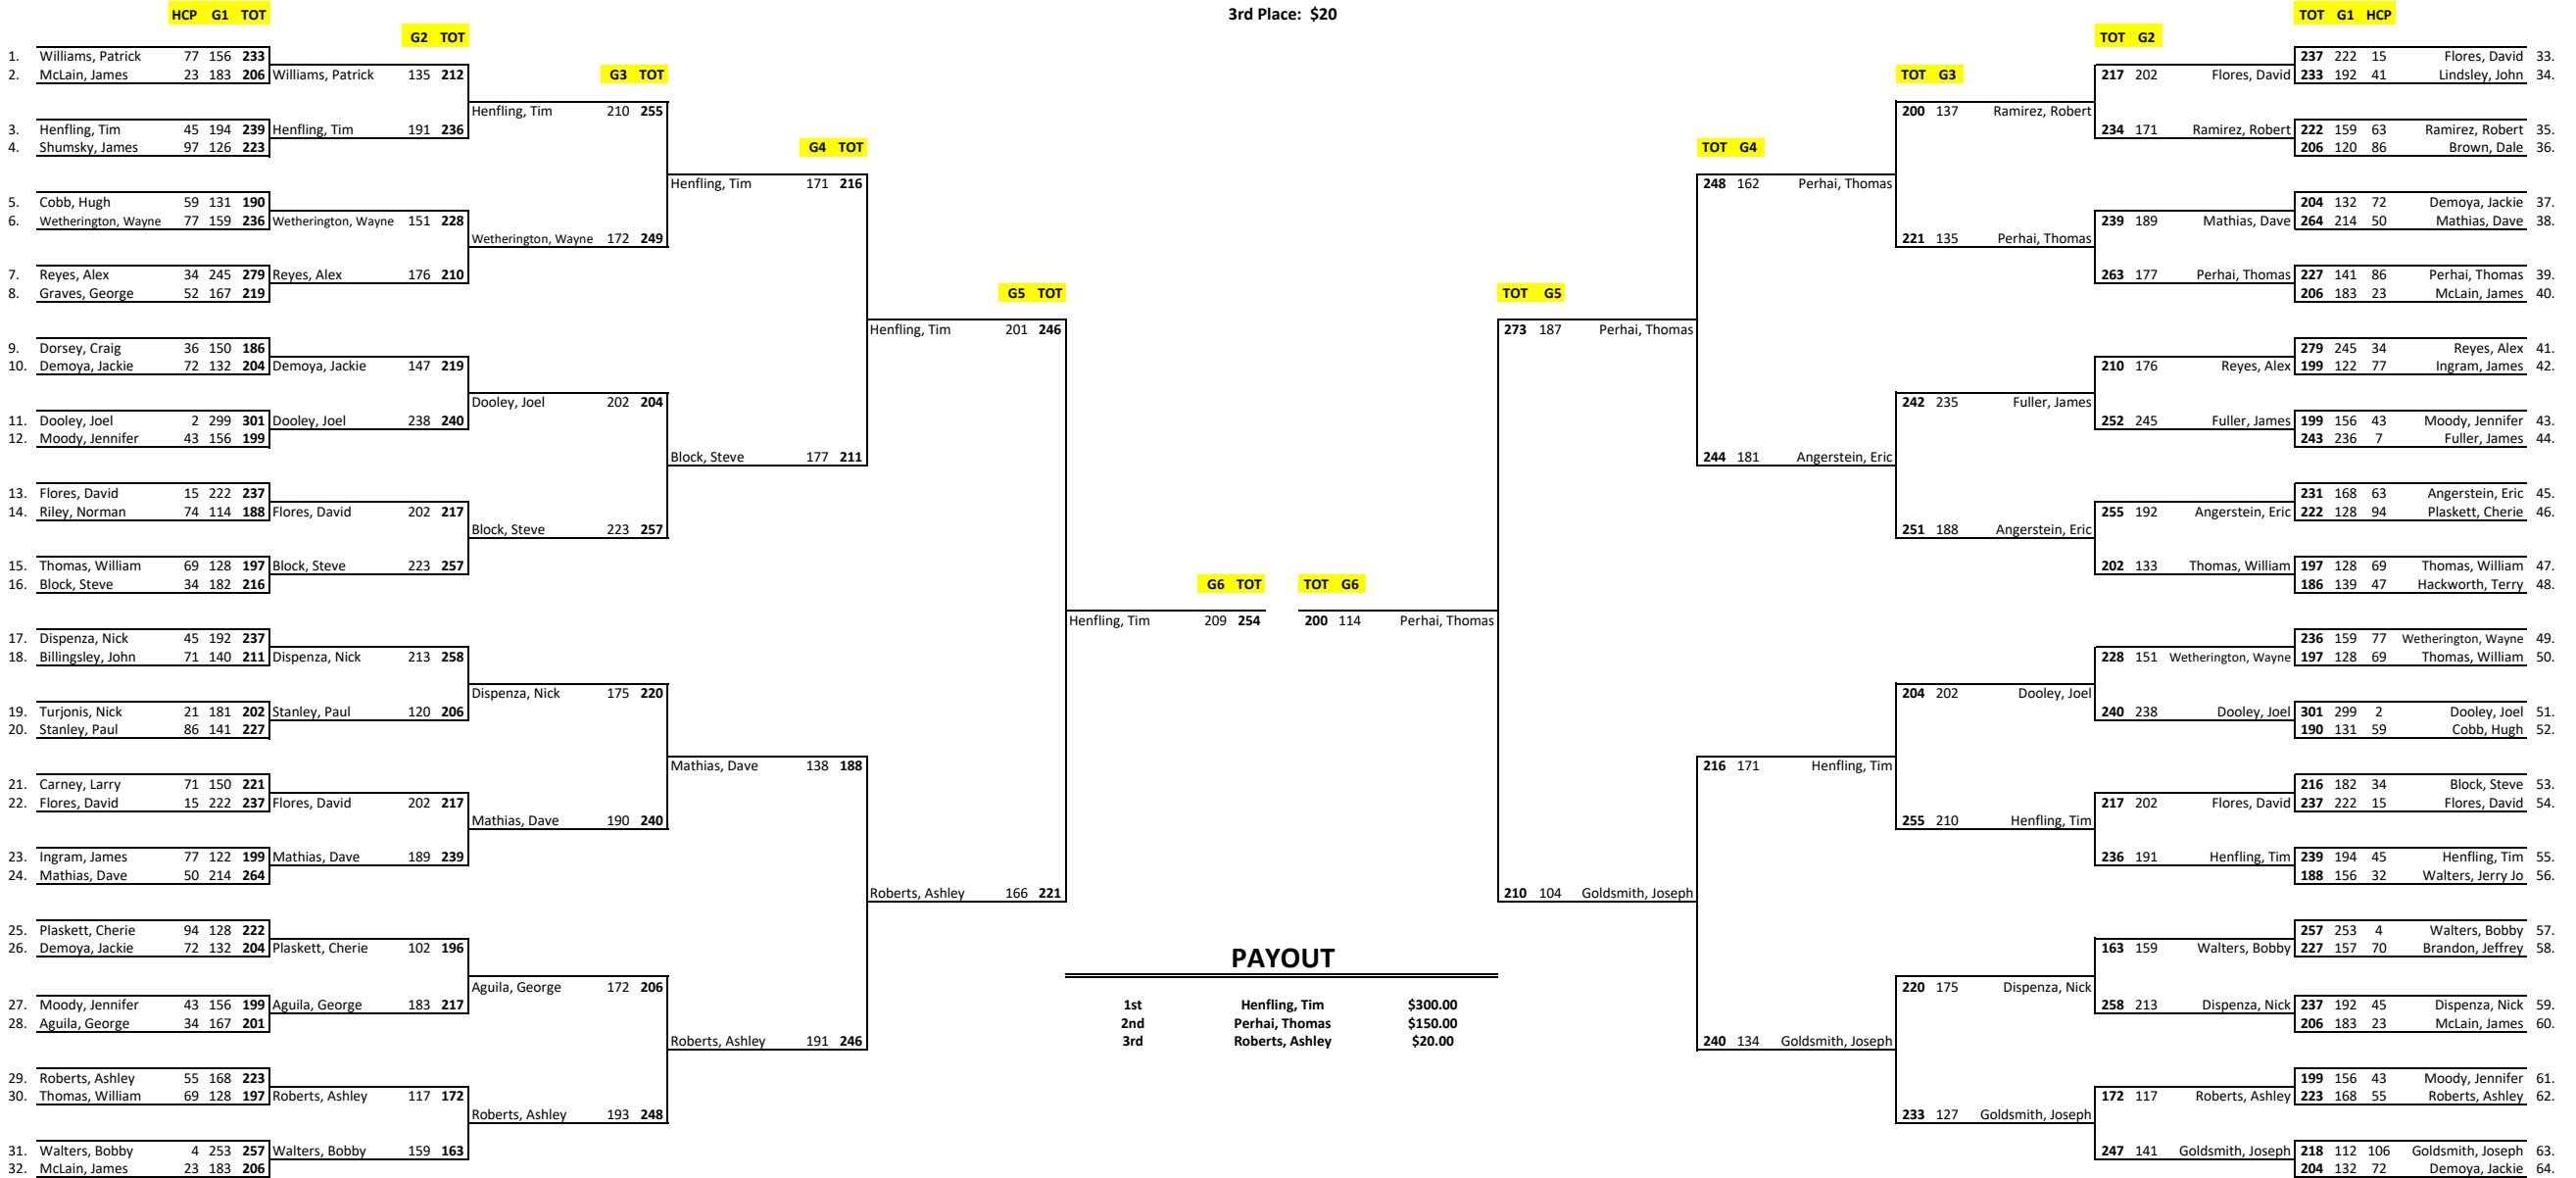 3rd Place: $20
HCP G1 TOT
TOT G1 HCP
G2 TOT
TOT G2
1. Williams, Patrick 77 156 233
237 222 15 Flores, David 33.
2. McLain, James 23 183 206 Williams, Patrick 135 212
G3 TOT
TOT G3
217 202 Flores, David 233 192 41 Lindsley, John 34.
Henfling, Tim 210 255
200 137 Ramirez, Robert
3. Henfling, Tim 45 194 239 Henfling, Tim 191 236
234 171 Ramirez, Robert 222 159 63 Ramirez, Robert 35.
4. Shumsky, James 97 126 223
G4 TOT
TOT G4
206 120 86 Brown, Dale 36.
Henfling, Tim 171 216
248 162 Perhai, Thomas
5. Cobb, Hugh 59 131 190
204 132 72 Demoya, Jackie 37.
6. Wetherington, Wayne 77 159 236 Wetherington, Wayne 151 228
239 189 Mathias, Dave 264 214 50 Mathias, Dave 38.
Wetherington, Wayne 172 249
221 135 Perhai, Thomas
7. Reyes, Alex 34 245 279 Reyes, Alex 176 210
263 177 Perhai, Thomas 227 141 86 Perhai, Thomas 39.
8. Graves, George 52 167 219
G5 TOT
TOT G5
206 183 23 McLain, James 40.
Henfling, Tim 201 246
273 187 Perhai, Thomas
9. Dorsey, Craig 36 150 186
279 245 34 Reyes, Alex 41.
10. Demoya, Jackie 72 132 204 Demoya, Jackie 147 219
210 176 Reyes, Alex 199 122 77 Ingram, James 42.
Dooley, Joel 202 204
242 235 Fuller, James
11. Dooley, Joel 2 299 301 Dooley, Joel 238 240
252 245 Fuller, James 199 156 43 Moody, Jennifer 43.
12. Moody, Jennifer 43 156 199
243 236 7 Fuller, James 44.
Block, Steve 177 211
244 181 Angerstein, Eric
13. Flores, David 15 222 237
231 168 63 Angerstein, Eric 45.
14. Riley, Norman 74 114 188 Flores, David 202 217
255 192 Angerstein, Eric 222 128 94 Plaskett, Cherie 46.
Block, Steve 223 257
251 188 Angerstein, Eric
15. Thomas, William 69 128 197 Block, Steve 223 257
202 133 Thomas, William 197 128 69 Thomas, William 47.
16. Block, Steve 34 182 216
G6 TOT
TOT G6
186 139 47 Hackworth, Terry 48.
Henfling, Tim 209 254
200 114 Perhai, Thomas
17. Dispenza, Nick 45 192 237
236 159 77 Wetherington, Wayne 49.
18. Billingsley, John 71 140 211 Dispenza, Nick 213 258
228 151 Wetherington, Wayne 197 128 69 Thomas, William 50.
Dispenza, Nick 175 220
204 202 Dooley, Joel
19. Turjonis, Nick 21 181 202 Stanley, Paul 120 206
240 238 Dooley, Joel 301 299 2 Dooley, Joel 51.
20. Stanley, Paul 86 141 227
190 131 59 Cobb, Hugh 52.
Mathias, Dave 138 188
216 171 Henfling, Tim
21. Carney, Larry 71 150 221
216 182 34 Block, Steve 53.
22. Flores, David 15 222 237 Flores, David 202 217
217 202 Flores, David 237 222 15 Flores, David 54.
Mathias, Dave 190 240
255 210 Henfling, Tim
23. Ingram, James 77 122 199 Mathias, Dave 189 239
236 191 Henfling, Tim 239 194 45 Henfling, Tim 55.
24. Mathias, Dave 50 214 264
188 156 32 Walters, Jerry Jo 56.
Roberts, Ashley 166 221
210 104 Goldsmith, Joseph
25. Plaskett, Cherie 94 128 222
257 253 4 Walters, Bobby 57.
26. Demoya, Jackie 72 132 204 Plaskett, Cherie 102 196
163 159 Walters, Bobby 227 157 70 Brandon, Jeffrey 58.
PAYOUT
Aguila, George 172 206
220 175 Dispenza, Nick
27. Moody, Jennifer 43 156 199 Aguila, George 183 217
1st Henfling, Tim $300.00
258 213 Dispenza, Nick 237 192 45 Dispenza, Nick 59.
28. Aguila, George 34 167 201
2nd Perhai, Thomas $150.00
206 183 23 McLain, James 60.
Roberts, Ashley 191 246
3rd Roberts, Ashley $20.00
240 134 Goldsmith, Joseph
29. Roberts, Ashley 55 168 223
199 156 43 Moody, Jennifer 61.
30. Thomas, William 69 128 197 Roberts, Ashley 117 172
172 117 Roberts, Ashley 223 168 55 Roberts, Ashley 62.
Roberts, Ashley 193 248
233 127 Goldsmith, Joseph
31. Walters, Bobby 4 253 257 Walters, Bobby 159 163
247 141 Goldsmith, Joseph 218 112 106 Goldsmith, Joseph 63.
32. McLain, James 23 183 206
204 132 72 Demoya, Jackie 64.